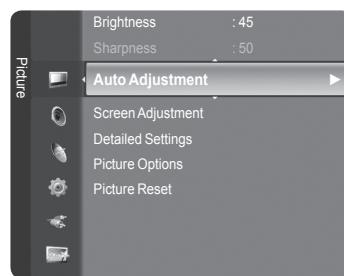 Picture
Brightness : 45
Sharpness : 50
Auto Adjustment
Screen Adjustment
Detailed Settings
Picture Options
Picture Reset